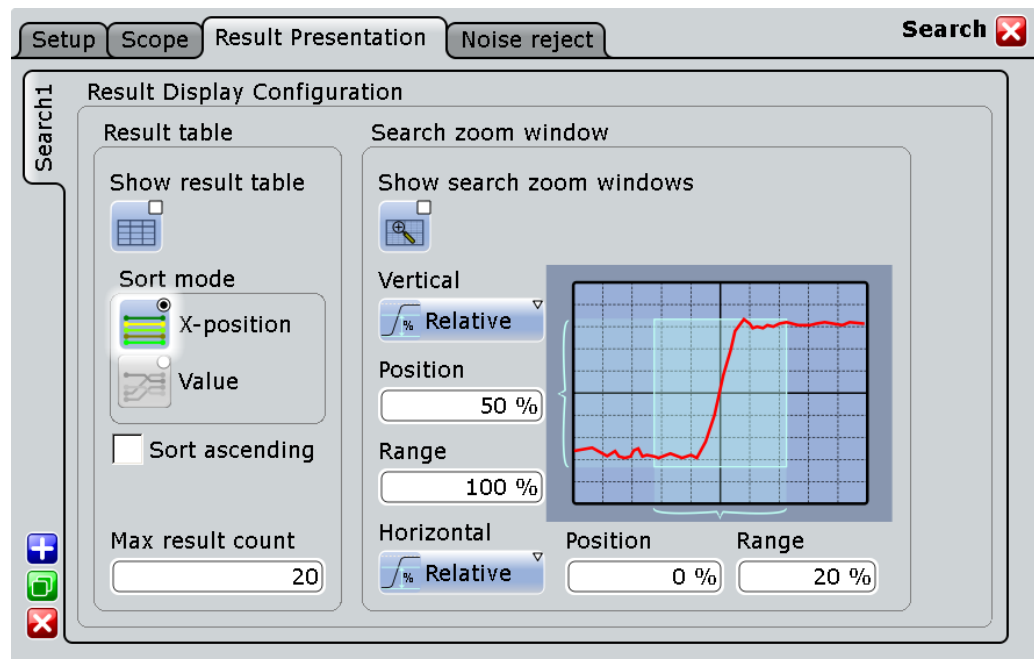 Setup
Scope
Result Presentation
Noise reject
Search
Search1
Result Display Configuration
Result table
Show result table
Sort mode
X-position
Value
Sort ascending
Max result count
20
Search zoom window
Show search zoom windows
Vertical
% Relative
Position
50 %
Range
100 %
Horizontal
% Relative
Position
0 %
Range
20 %